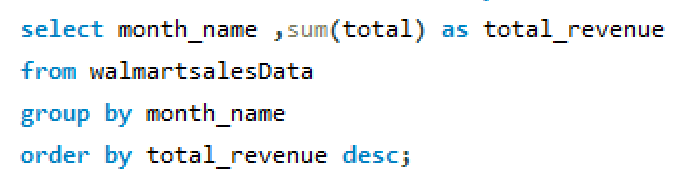 select month_name ,sum(total) as total_revenue
from walmartsalesData
group by month_name
order by total_revenue desc;